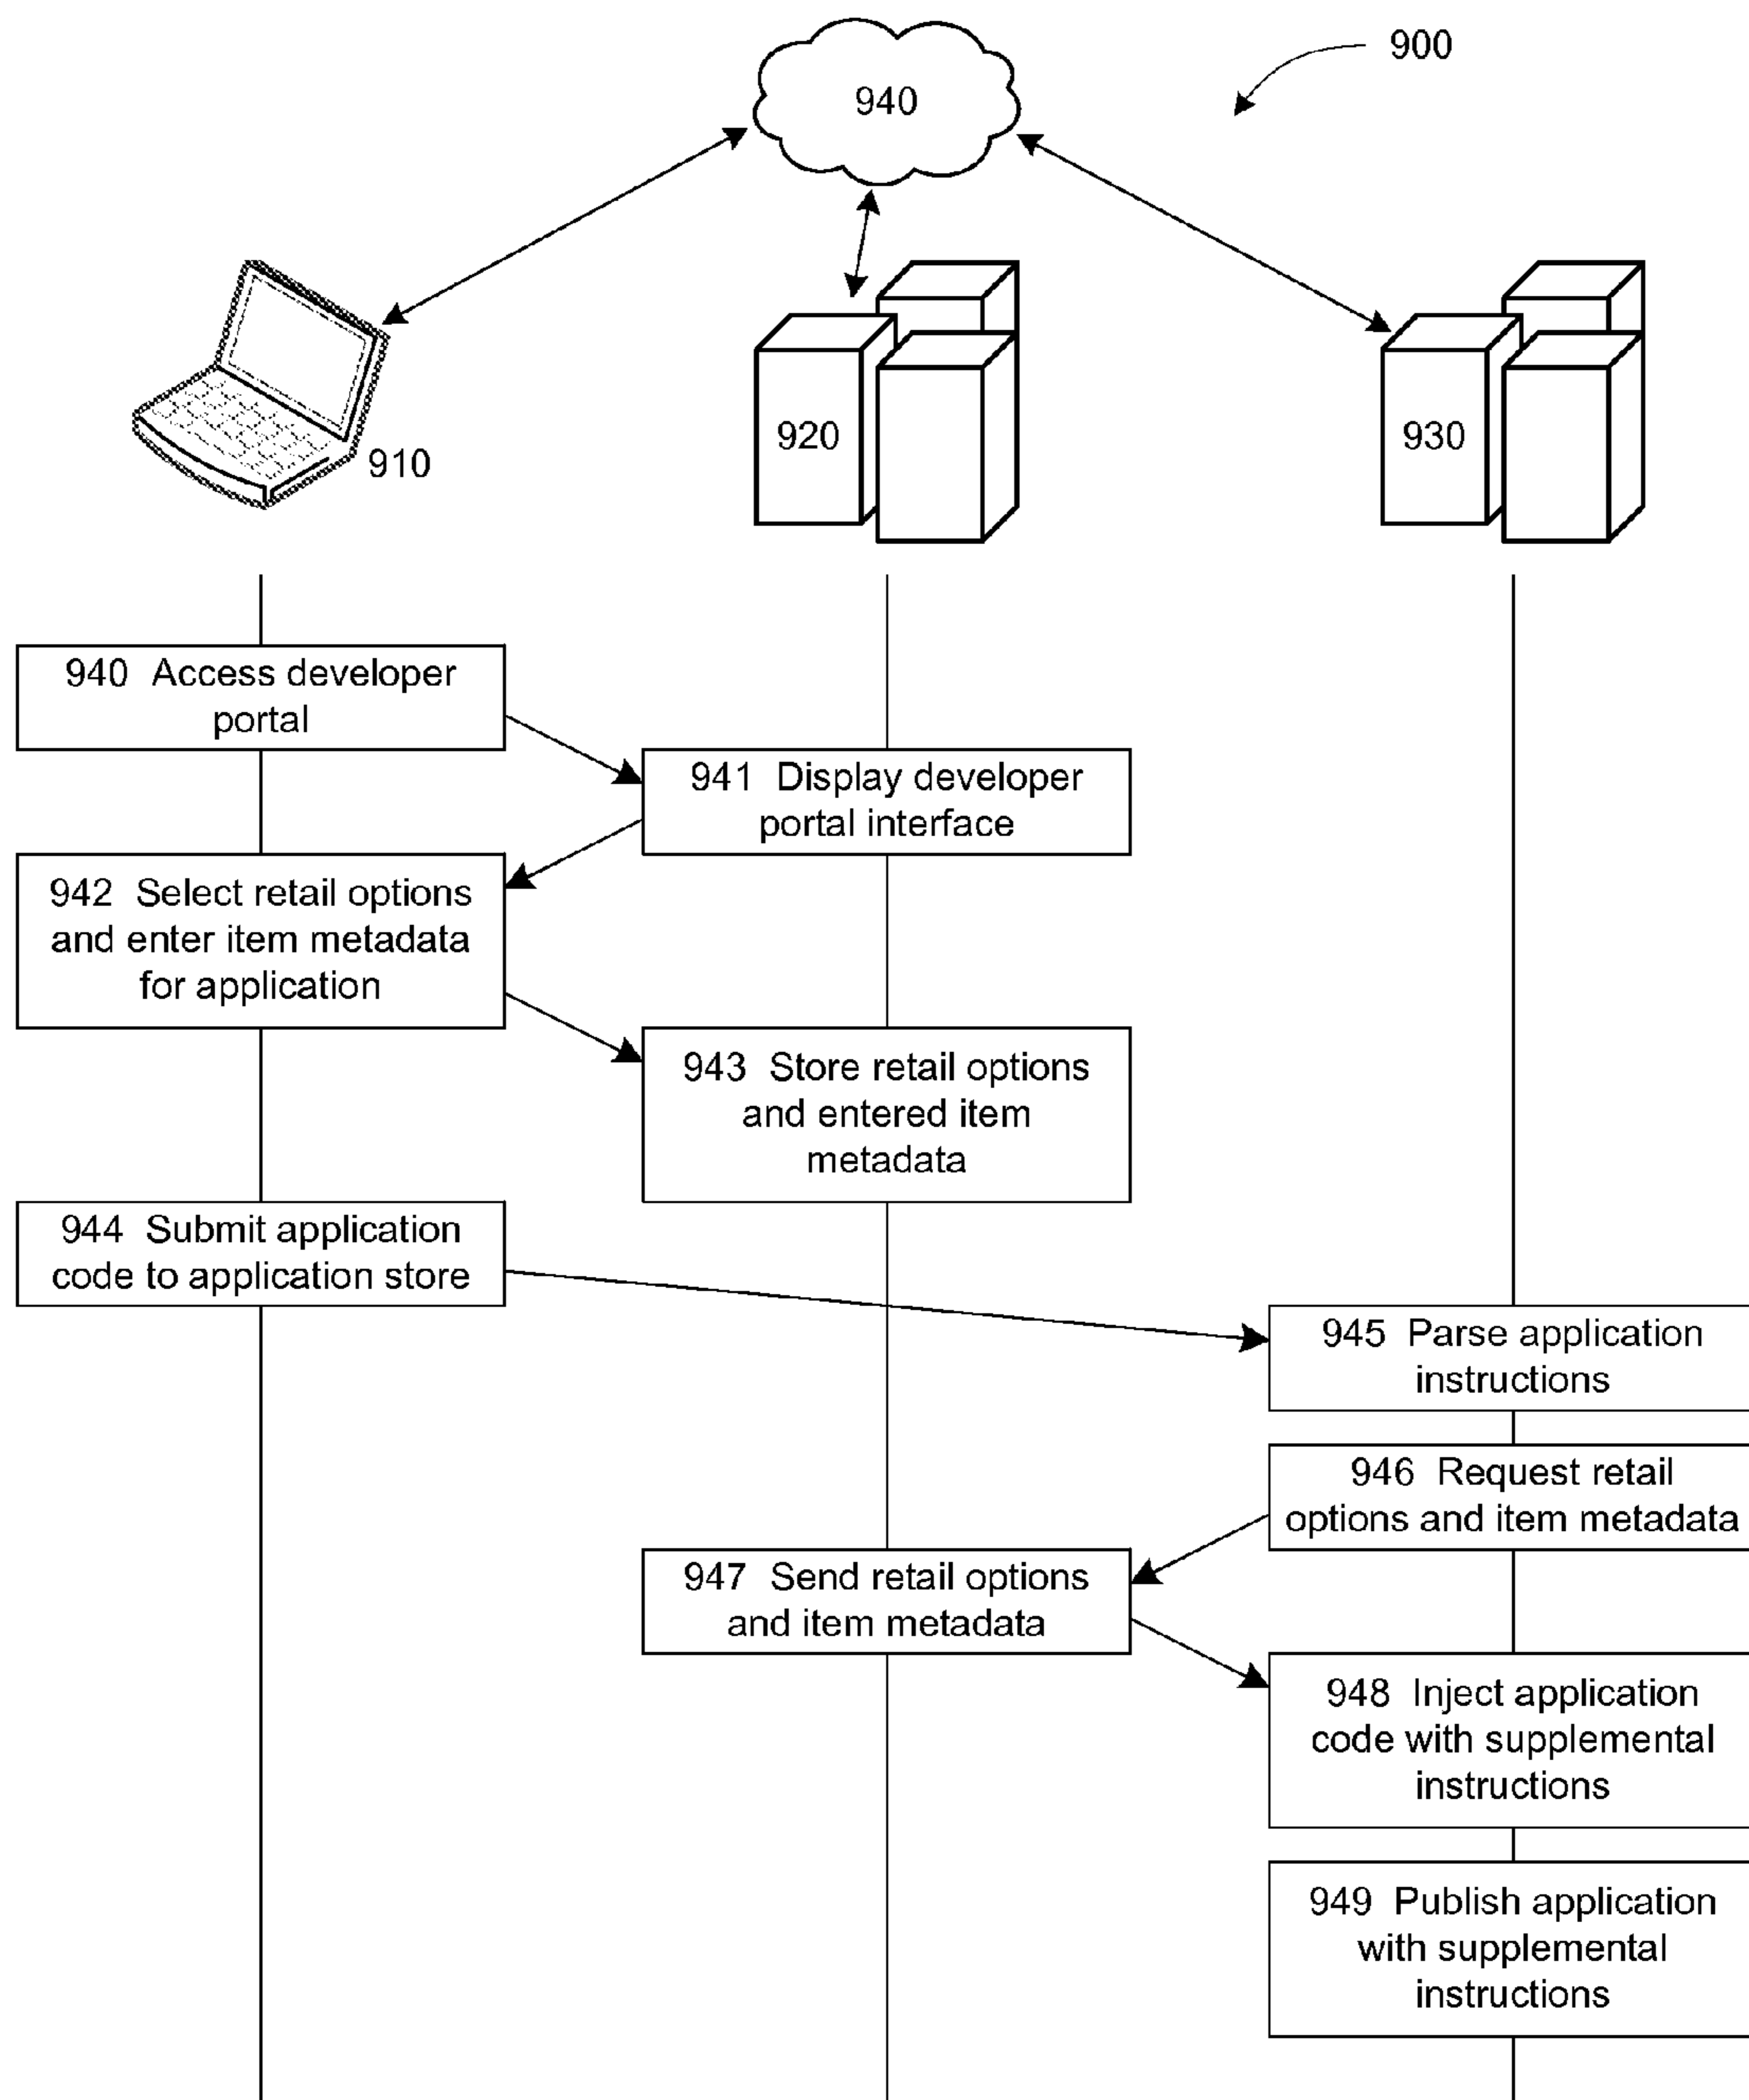 900
940
920
930
910
940 Access developer
portal
941 Display developer
portal interface
942 Select retail options
and enter item metadata
for application
943 Store retail options
and entered item
metadata
944 Submit application
code to application store
945 Parse application
instructions
946 Request retail
options and item metadata
947 Send retail options
and item metadata
948 Inject application
code with supplemental
instructions
949 Publish application
with supplemental
instructions